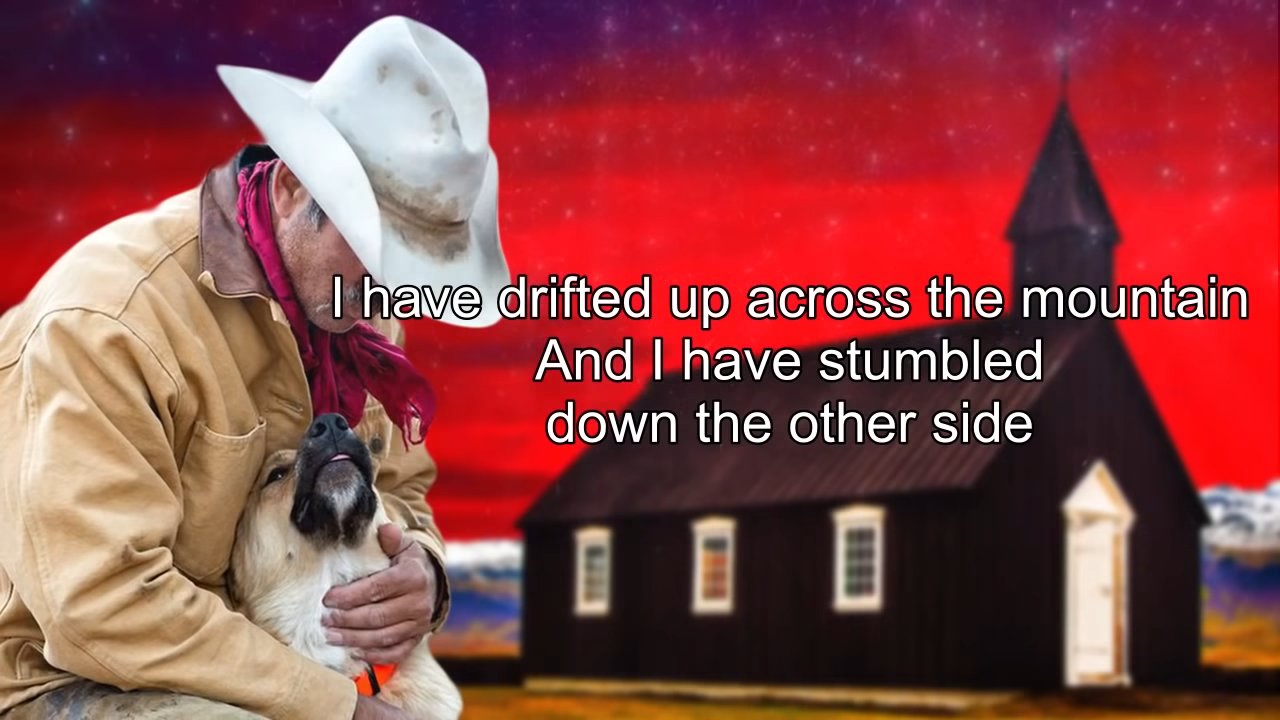 I have drifted up across the mountain
And I have stumbled
down the other side